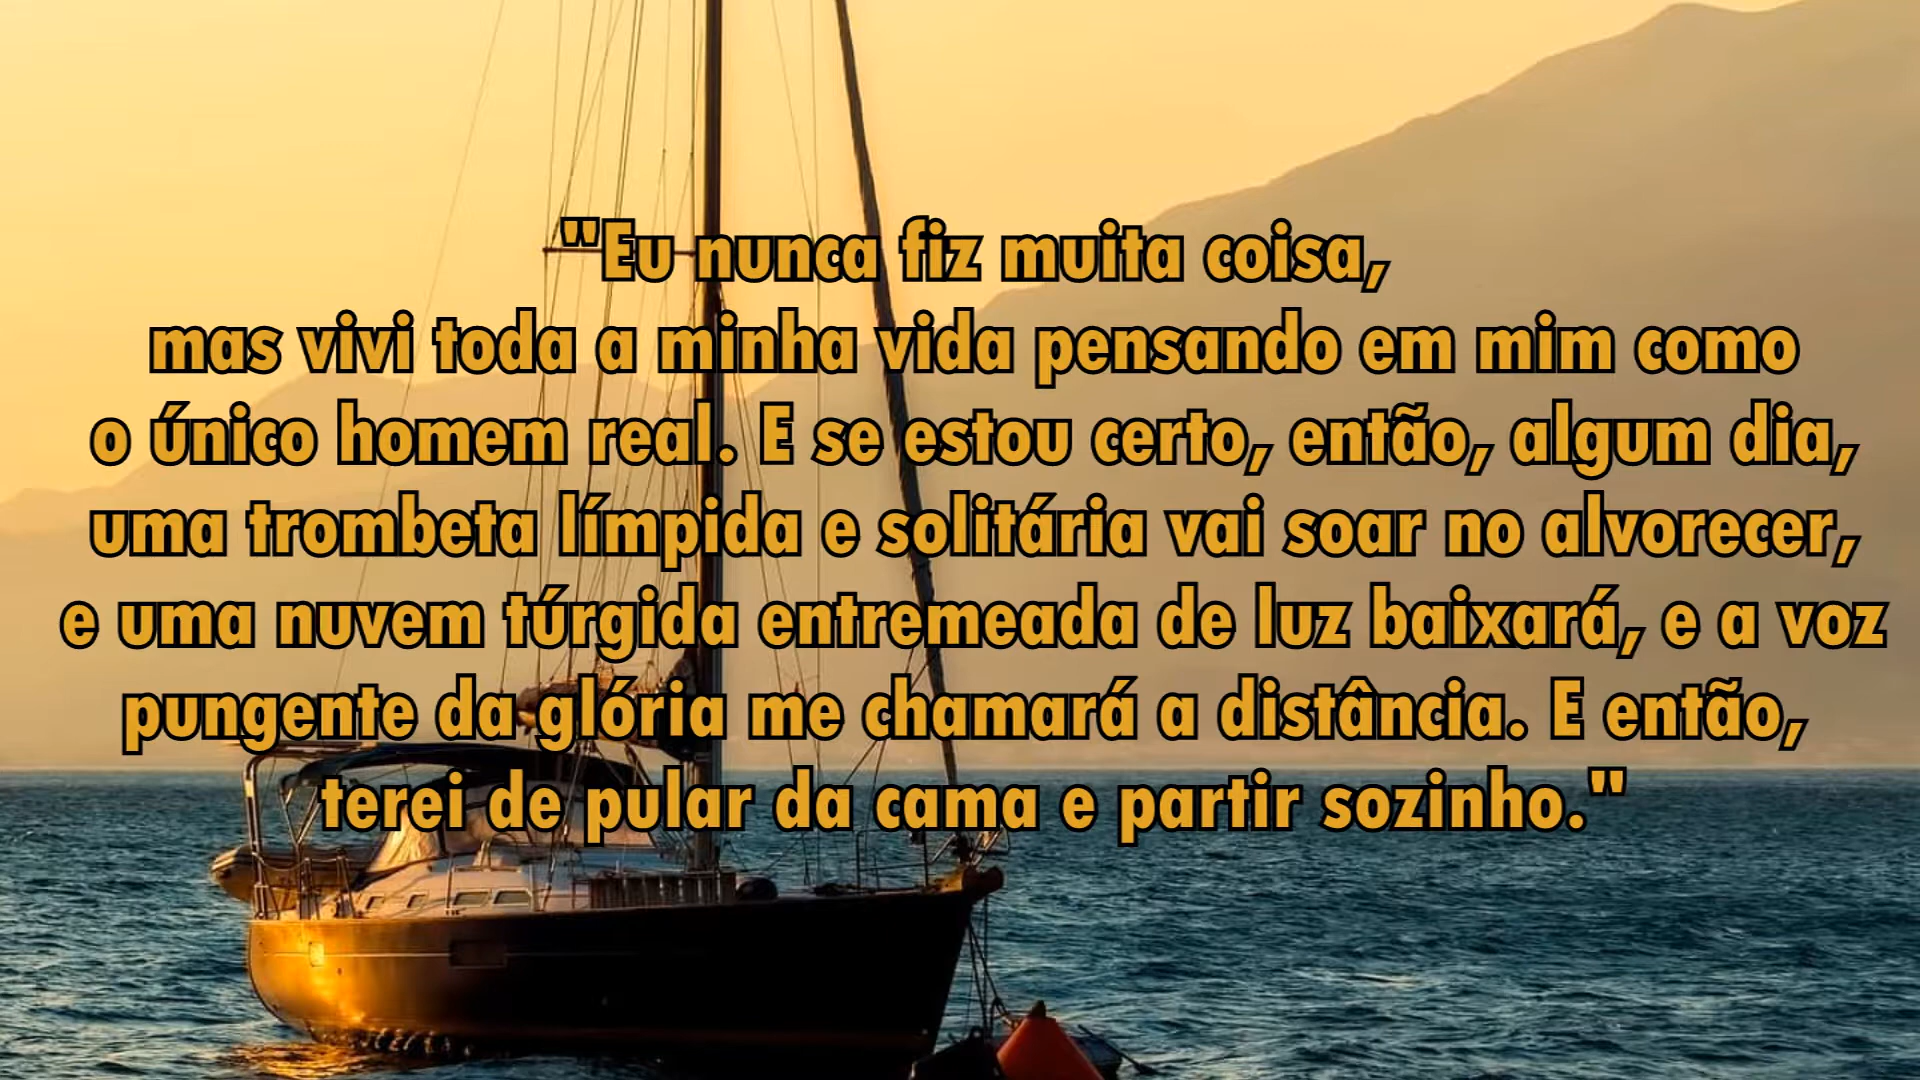 "Eu nunca fiz muita coisa,
mas vivi toda a minha vida pensando em mim como
o único homem real. E se estou certo, então, algum dia,
uma trombeta límpida e solitária vai soar no alvorecer,
e uma nuvem túrgida entremeada de luz baixará, e a voz
pungente da glória me chamará a distância. E então,
terei de pular da cama e partir sozinho."